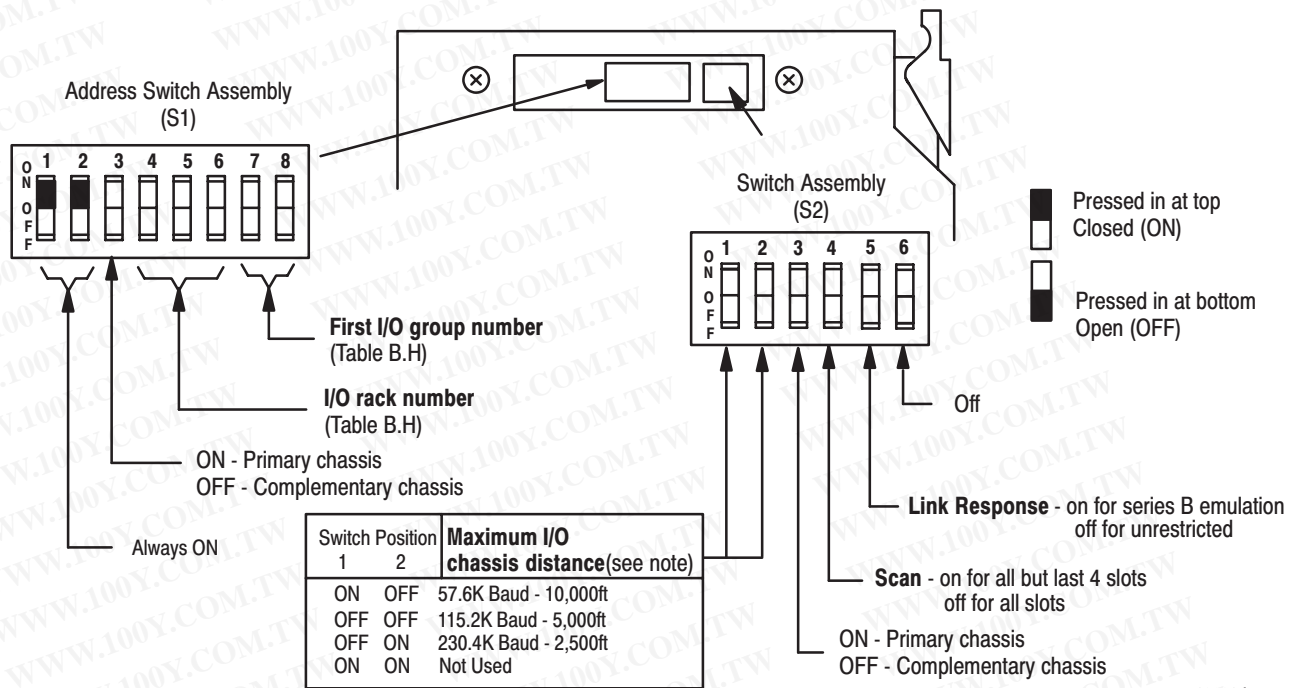 Address Switch Assembly
(S1)
ON
OFF
1 2 3 4 5 6 7 8
Switch Assembly
(S2)
ON
OFF
1 2 3 4 5 6
Pressed in at top
Closed (ON)
Pressed in at bottom
Open (OFF)
First I/O group number
(Table B.H)
I/O rack number
(Table B.H)
ON - Primary chassis
OFF - Complementary chassis
Always ON
Switch Position Maximum I/O
1 2 chassis distance(see note)
ON OFF 57.6K Baud - 10,000ft
OFF OFF 115.2K Baud - 5,000ft
OFF ON 230.4K Baud - 2,500ft
ON ON Not Used
Off
Link Response - on for series B emulation
off for unrestricted
Scan - on for all but last 4 slots
off for all slots
ON - Primary chassis
OFF - Complementary chassis
WWW.100Y.COM.TW